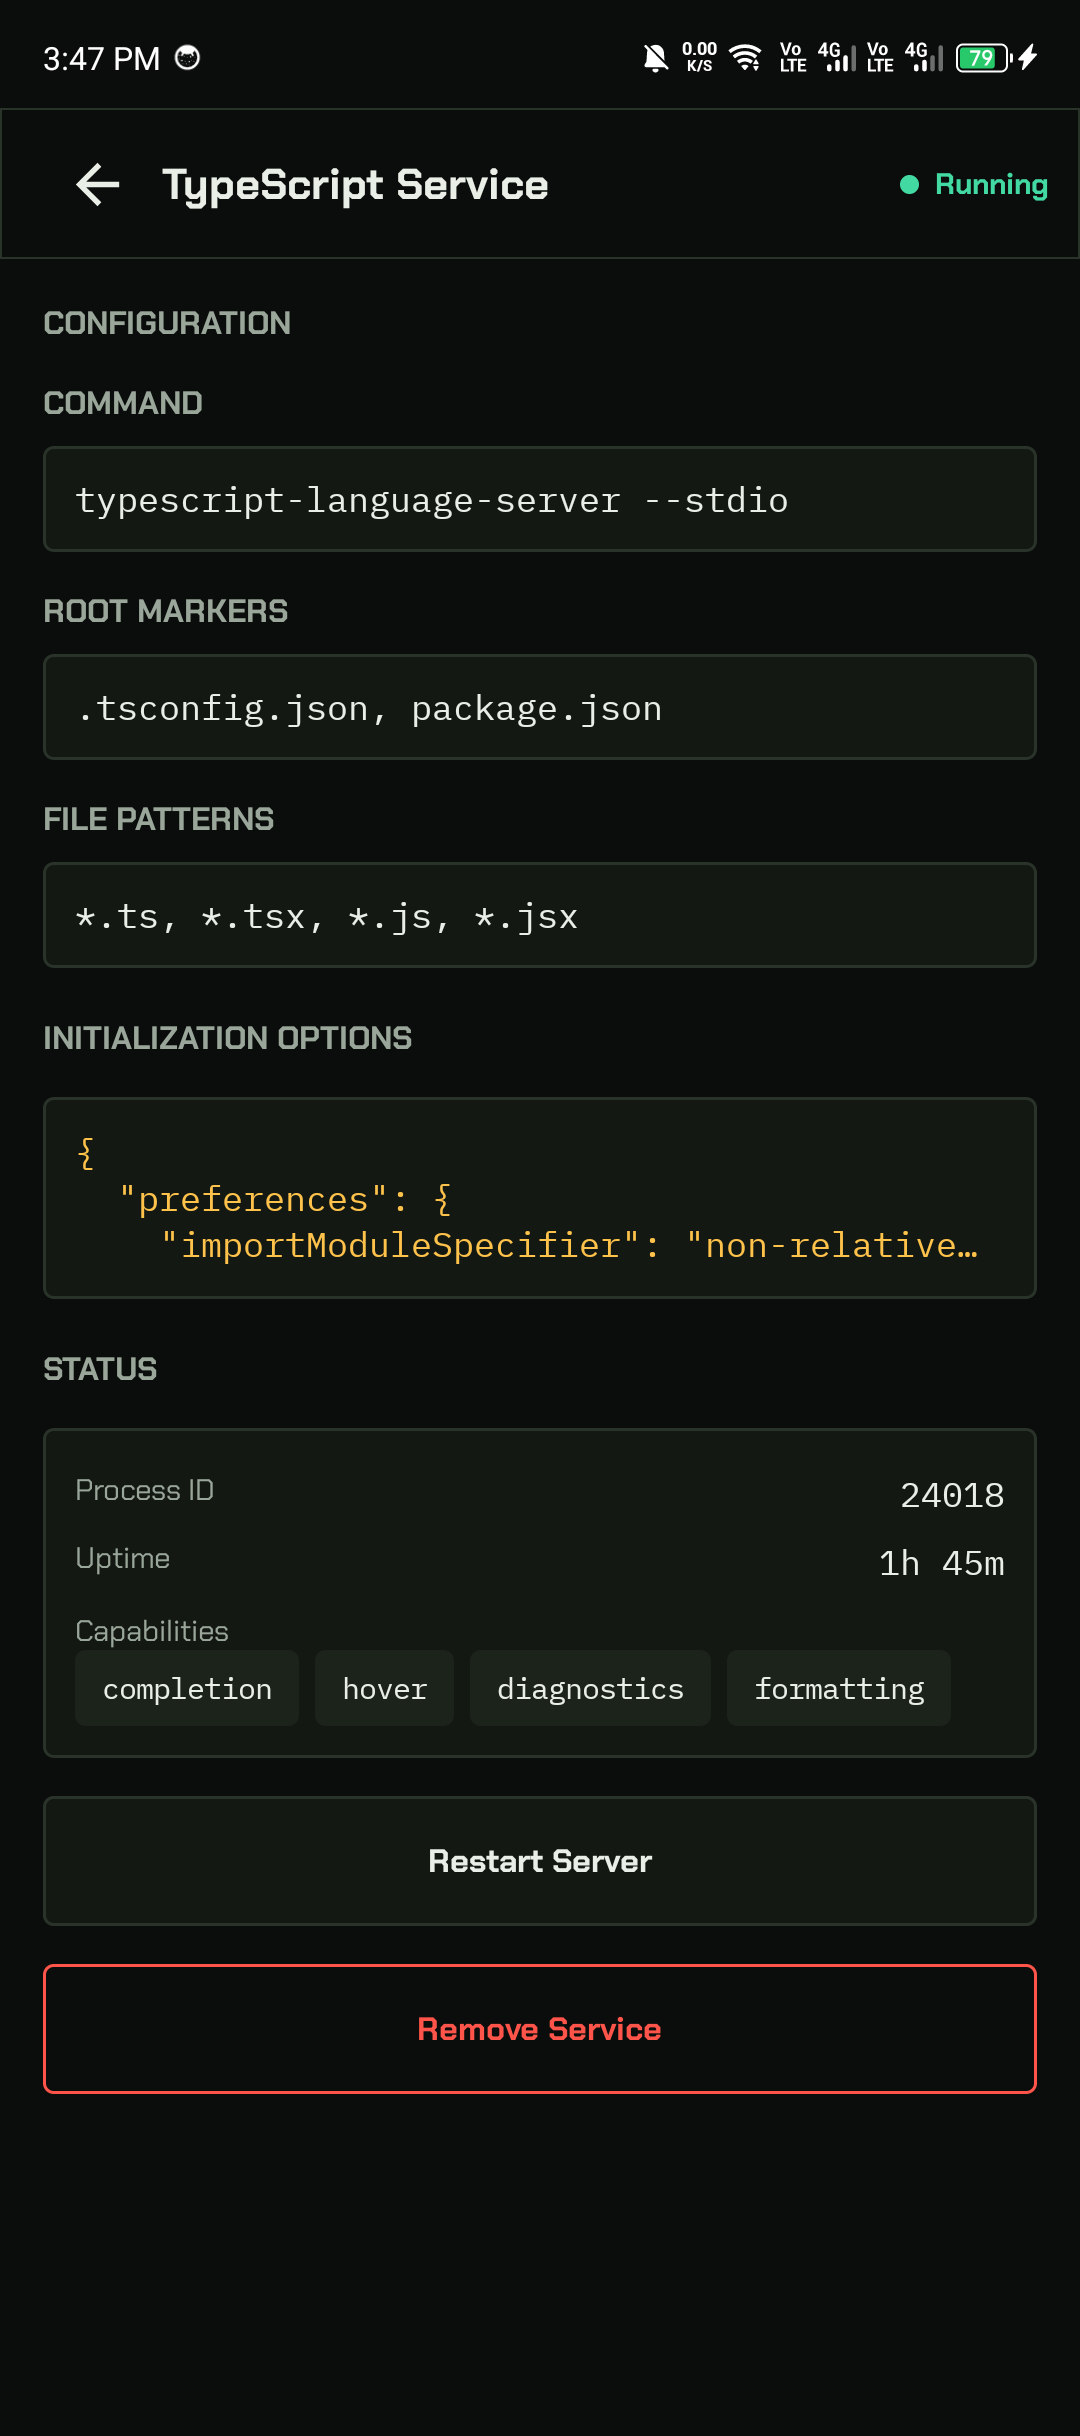 3:47 PM 0.00 K/S Vo LTE 4G Vo LTE 4G 79
TypeScript Service Running
CONFIGURATION
COMMAND
typescript-language-server --stdio
ROOT MARKERS
.tsconfig.json, package.json
FILE PATTERNS
*.ts, *.tsx, *.js, *.jsx
INITIALIZATION OPTIONS
{
  "preferences": {
    "importModuleSpecifier": "non-relative…
STATUS
Process ID 24018
Uptime 1h 45m
Capabilities
completion hover diagnostics formatting
Restart Server
Remove Service